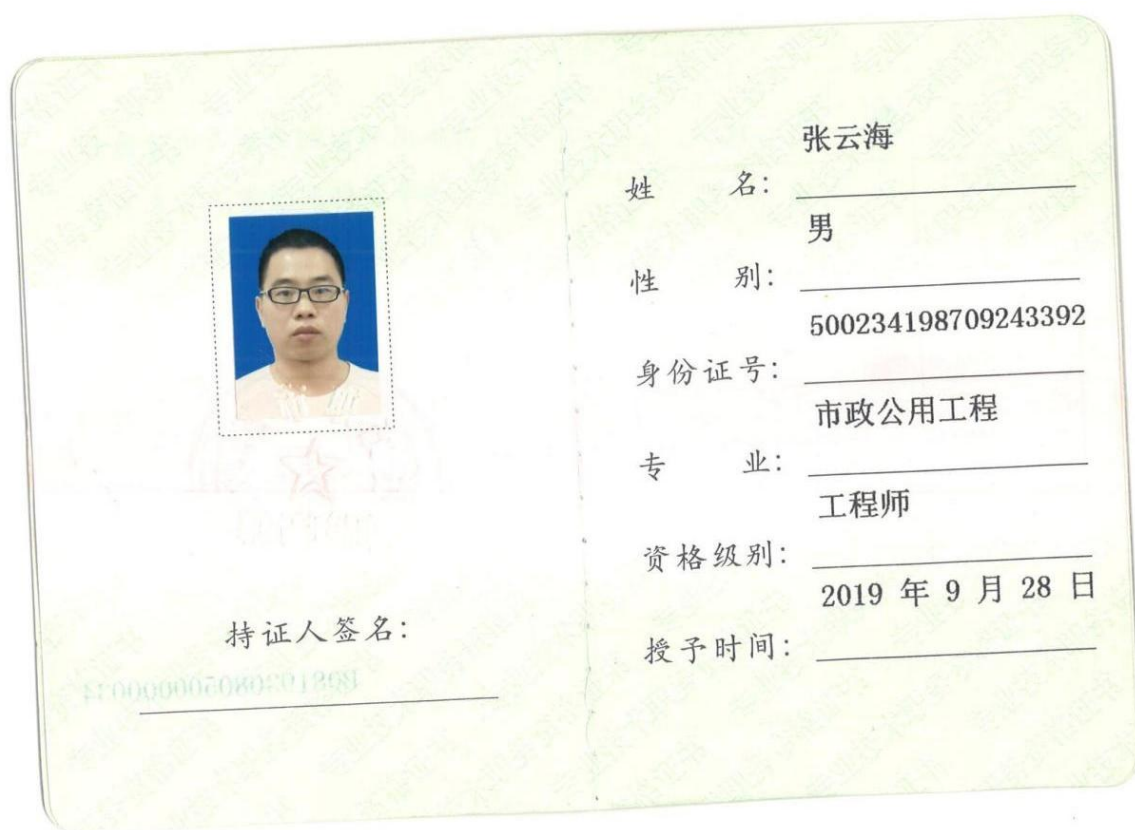 张云海
姓 名：
男
性 别：
500234198709243392
身份证号：
市政公用工程
专 业：
工程师
资格级别：
2019 年 9 月 28 日
授予时间：
持证人签名：